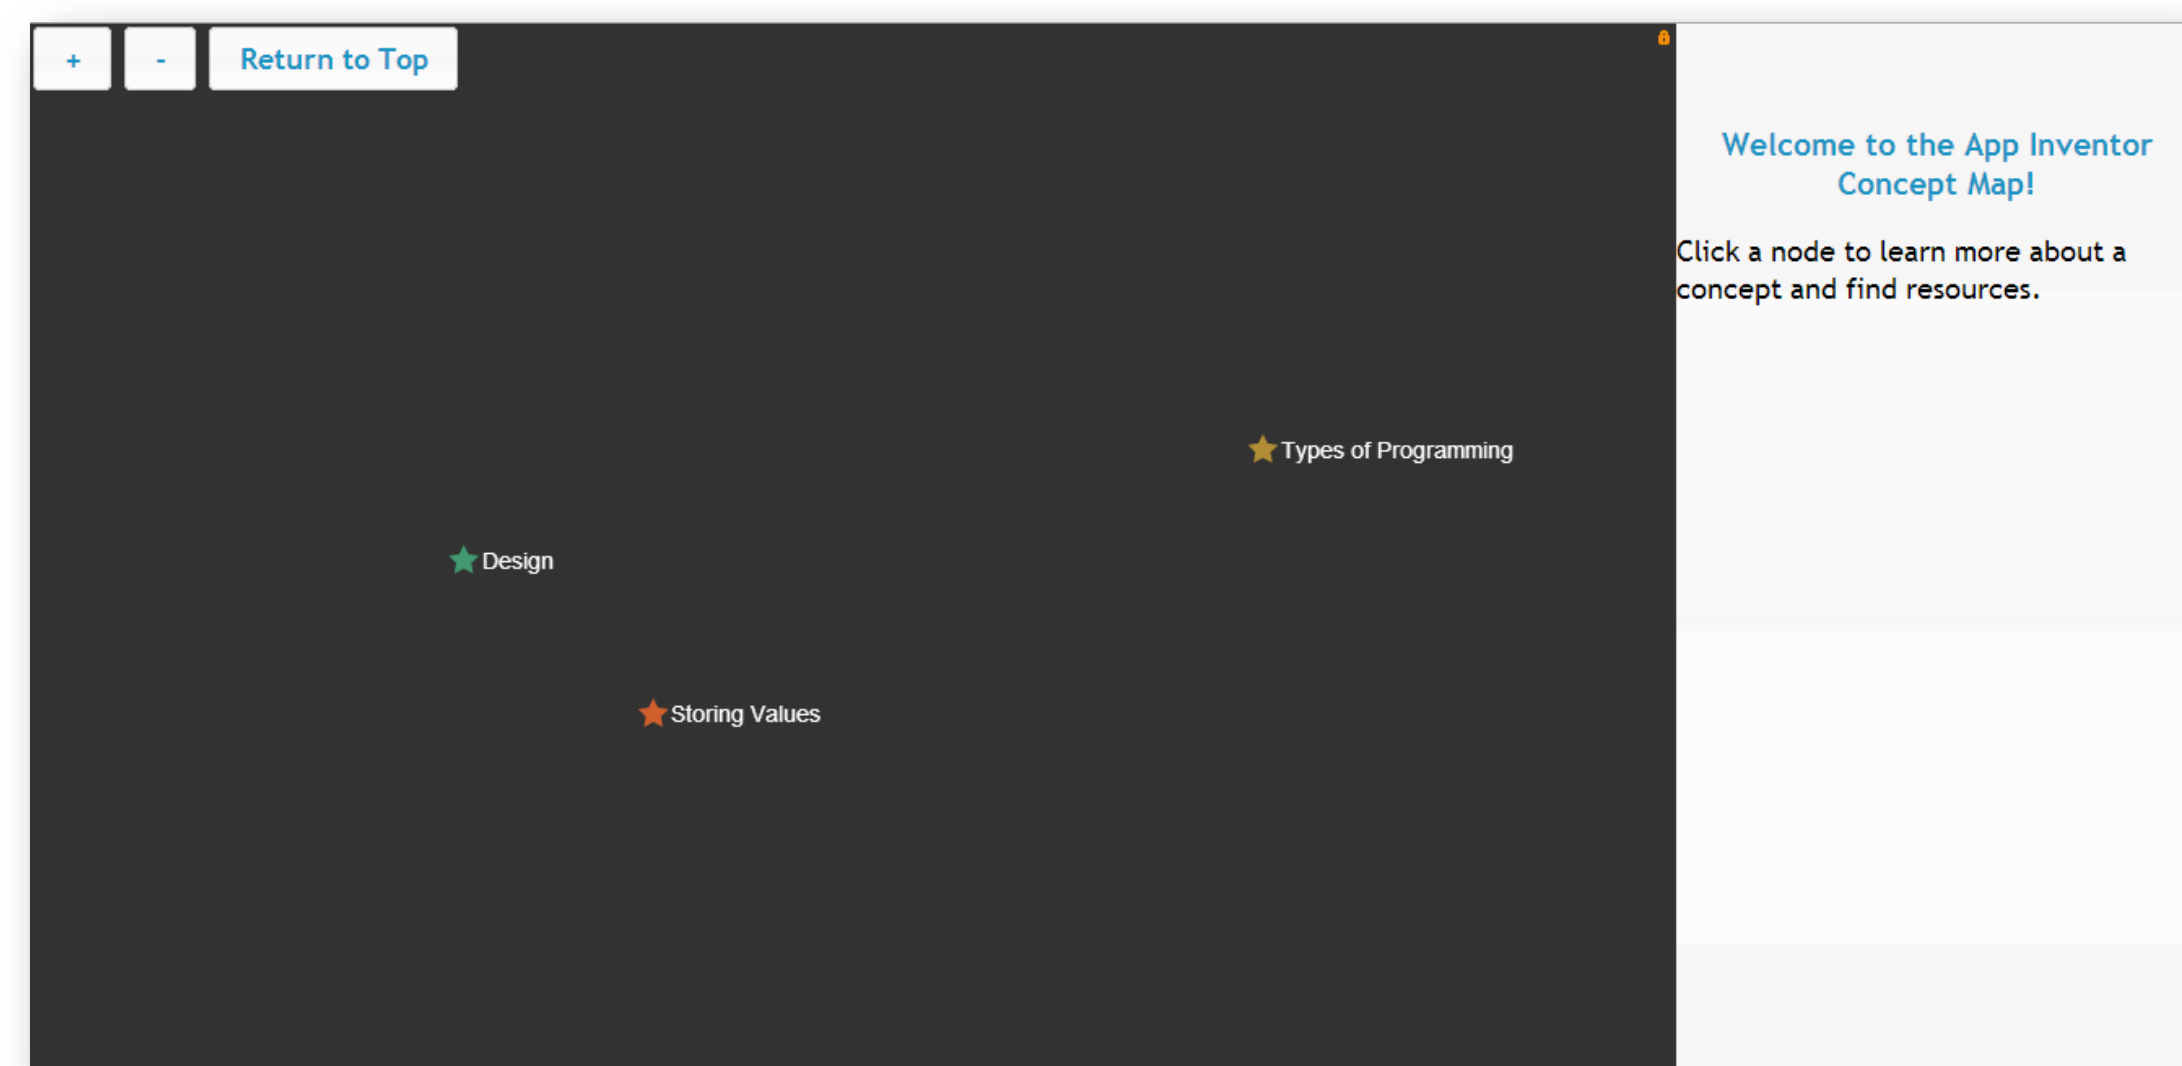 + - Return to Top
Welcome to the App Inventor
Concept Map!
Click a node to learn more about a
concept and find resources.
Types of Programming
Design
Storing Values